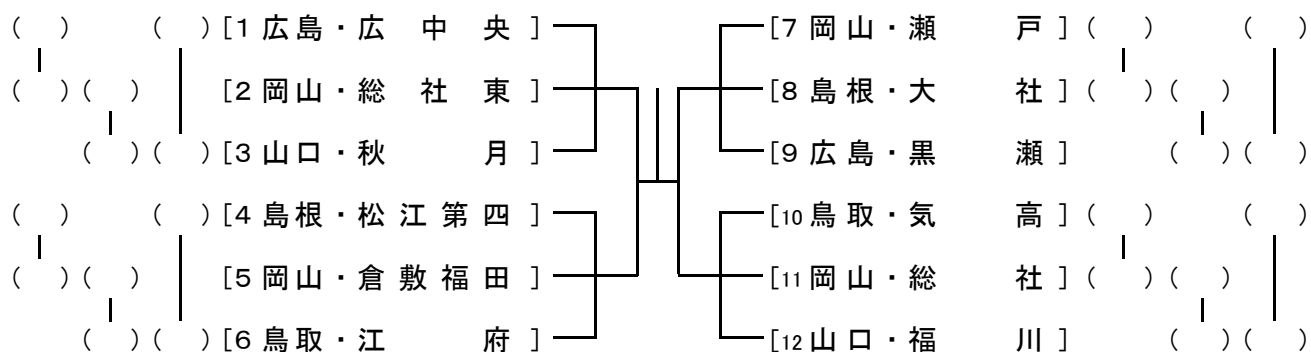 ( ) ( ) [1 広島・広中央] [7 岡山・瀬戸] ( ) ( )
( ) ( ) [2 岡山・総社東] [8 島根・大社] ( ) ( )
( ) ( ) [3 山口・秋月] [9 広島・黒瀬] ( ) ( )
( ) ( ) [4 島根・松江第四] [10 鳥取・気高] ( ) ( )
( ) ( ) [5 岡山・倉敷福田] [11 岡山・総社] ( ) ( )
( ) ( ) [6 鳥取・江府] [12 山口・福川] ( ) ( )